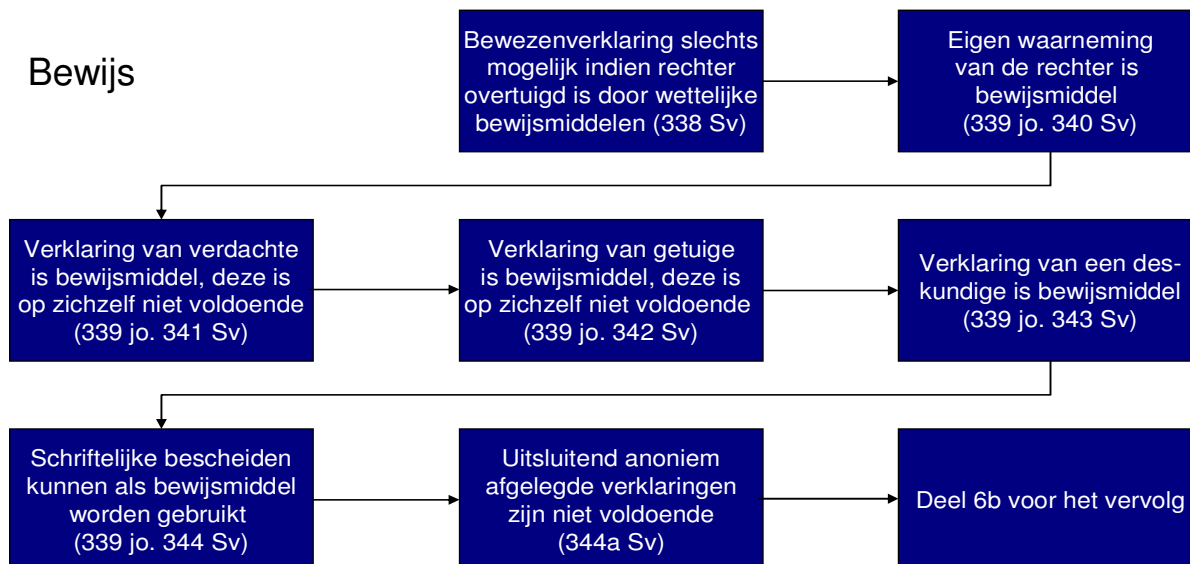 Bewijs
Bewezenverklaring slechts
mogelijk indien rechter
overtuigd is door wettelijke
bewijsmiddelen (338 Sv)
Eigen waarneming
van de rechter is
bewijsmiddel
(339 jo. 340 Sv)
Verklaring van verdachte
is bewijsmiddel, deze is
op zichzelf niet voldoende
(339 jo. 341 Sv)
Verklaring van getuige
is bewijsmiddel, deze is
op zichzelf niet voldoende
(339 jo. 342 Sv)
Verklaring van een des-
kundige is bewijsmiddel
(339 jo. 343 Sv)
Schriftelijke bescheiden
kunnen als bewijsmiddel
worden gebruikt
(339 jo. 344 Sv)
Uitsluitend anoniem
afgelegde verklaringen
zijn niet voldoende
(344a Sv)
Deel 6b voor het vervolg